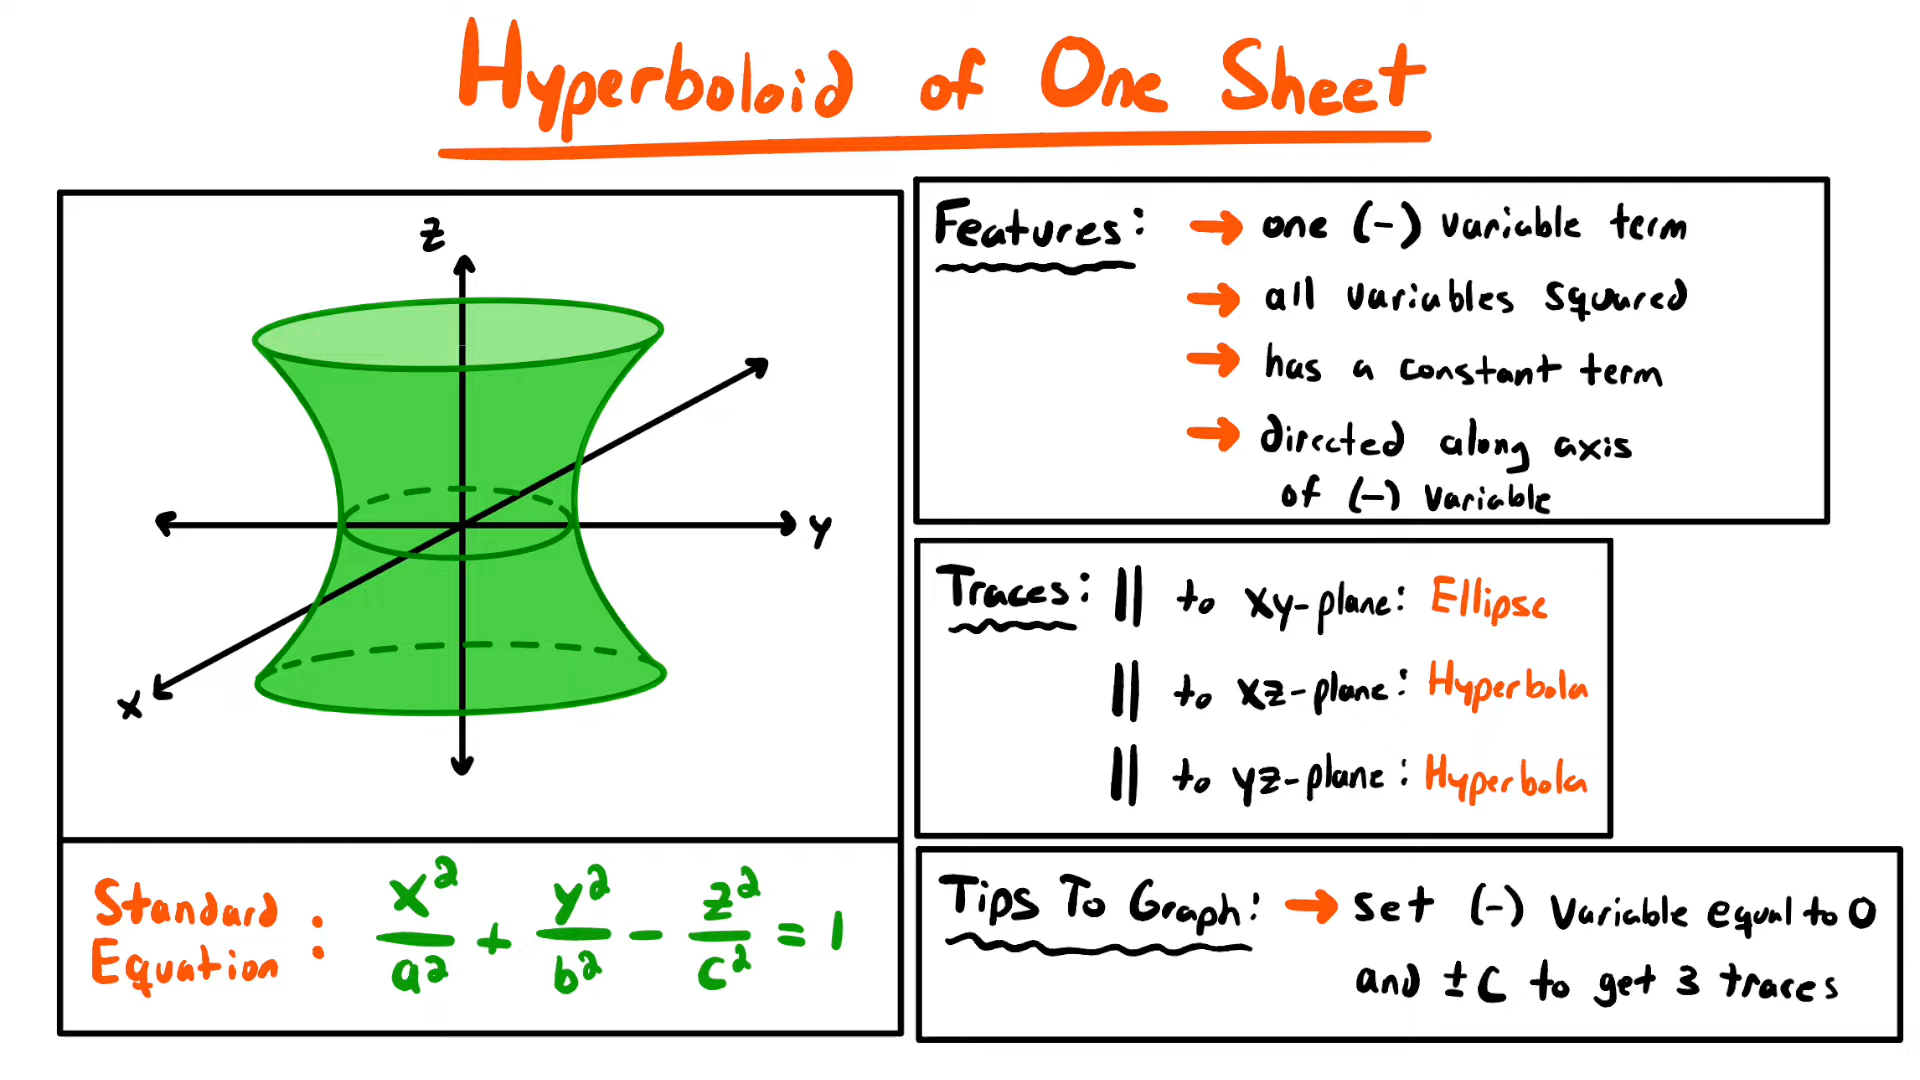 Hyperboloid of One Sheet
z
y
x
Standard Equation: x²/a² + y²/b² − z²/c² = 1
Features: → one (-) variable term
→ all variables squared
→ has a constant term
→ directed along axis
of (-) variable
Traces: || to xy-plane: Ellipse
|| to xz-plane: Hyperbola
|| to yz-plane: Hyperbola
Tips To Graph: → set (-) variable equal to 0
and ±c to get 3 traces